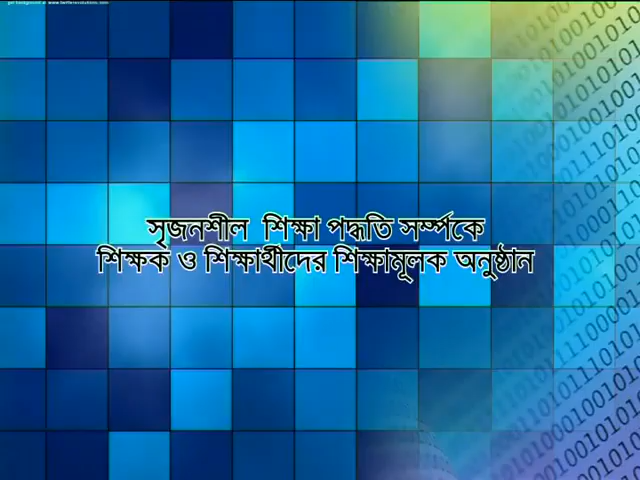 সৃজনশীল শিক্ষা পদ্ধতি সর্ম্পকে
শিক্ষক ও শিক্ষার্থীদের শিক্ষামূলক অনুষ্ঠান